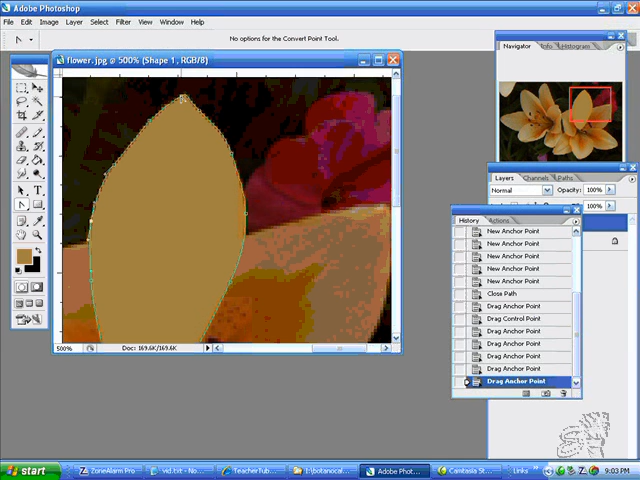 Adobe Photoshop
File Edit Image Layer Select Filter View Window Help
No options for the Convert Point Tool.
flower.jpg @ 500% (Shape 1, RGB/8)
Navigator Info Histogram
Layers Channels Paths
Normal Opacity: 100%
100%
History Actions
New Anchor Point
New Anchor Point
New Anchor Point
New Anchor Point
New Anchor Point
Close Path
Drag Anchor Point
Drag Control Point
Drag Anchor Point
Drag Anchor Point
Drag Anchor Point
Drag Anchor Point
Drag Anchor Point
500% Doc: 169.6K/169.6K
start ZoneAlarm Pro vid.txt - No... TeacherTub... I:\botanocal... Adobe Phot... Camtasia St... Links 9:03 PM